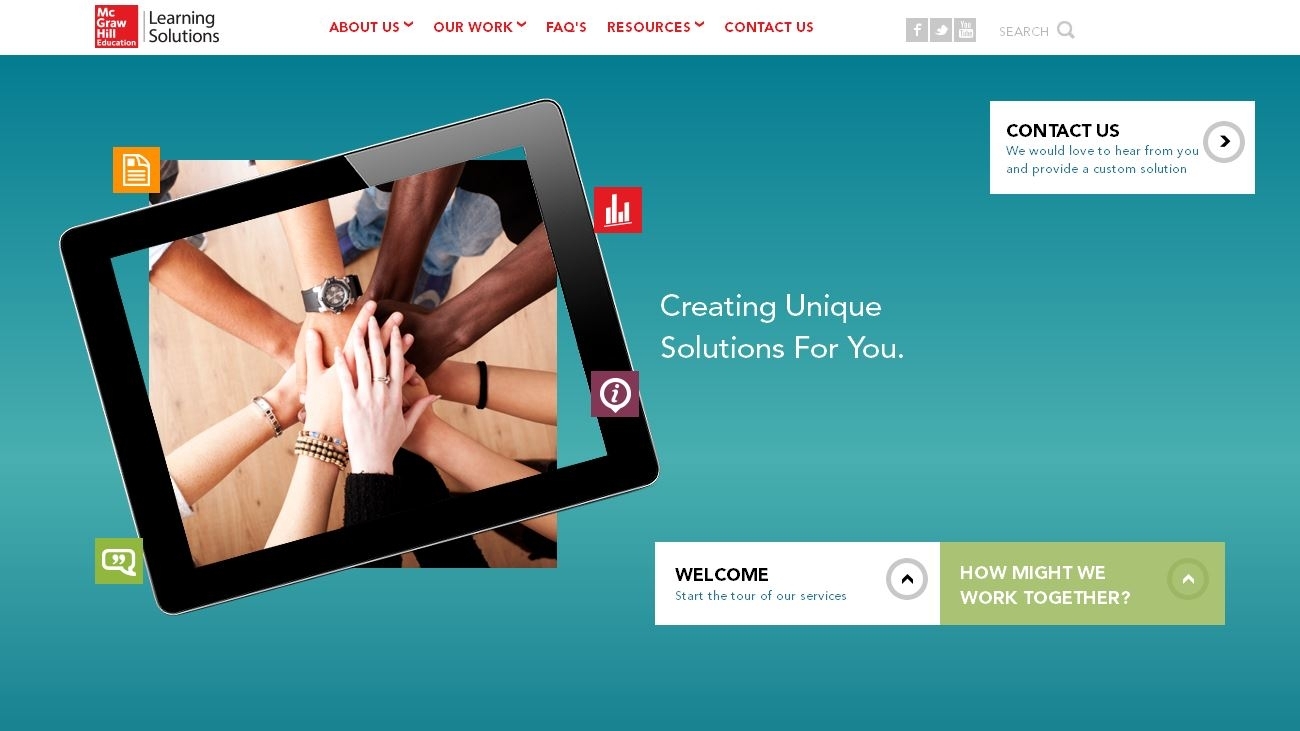 Mc
Graw
Hill
Education
Learning
Solutions
ABOUT US
OUR WORK
FAQ'S
RESOURCES
CONTACT US
f
You
Tube
SEARCH
CONTACT US
We would love to hear from you
and provide a custom solution
Creating Unique
Solutions For You.
i
WELCOME
Start the tour of our services
HOW MIGHT WE
WORK TOGETHER?